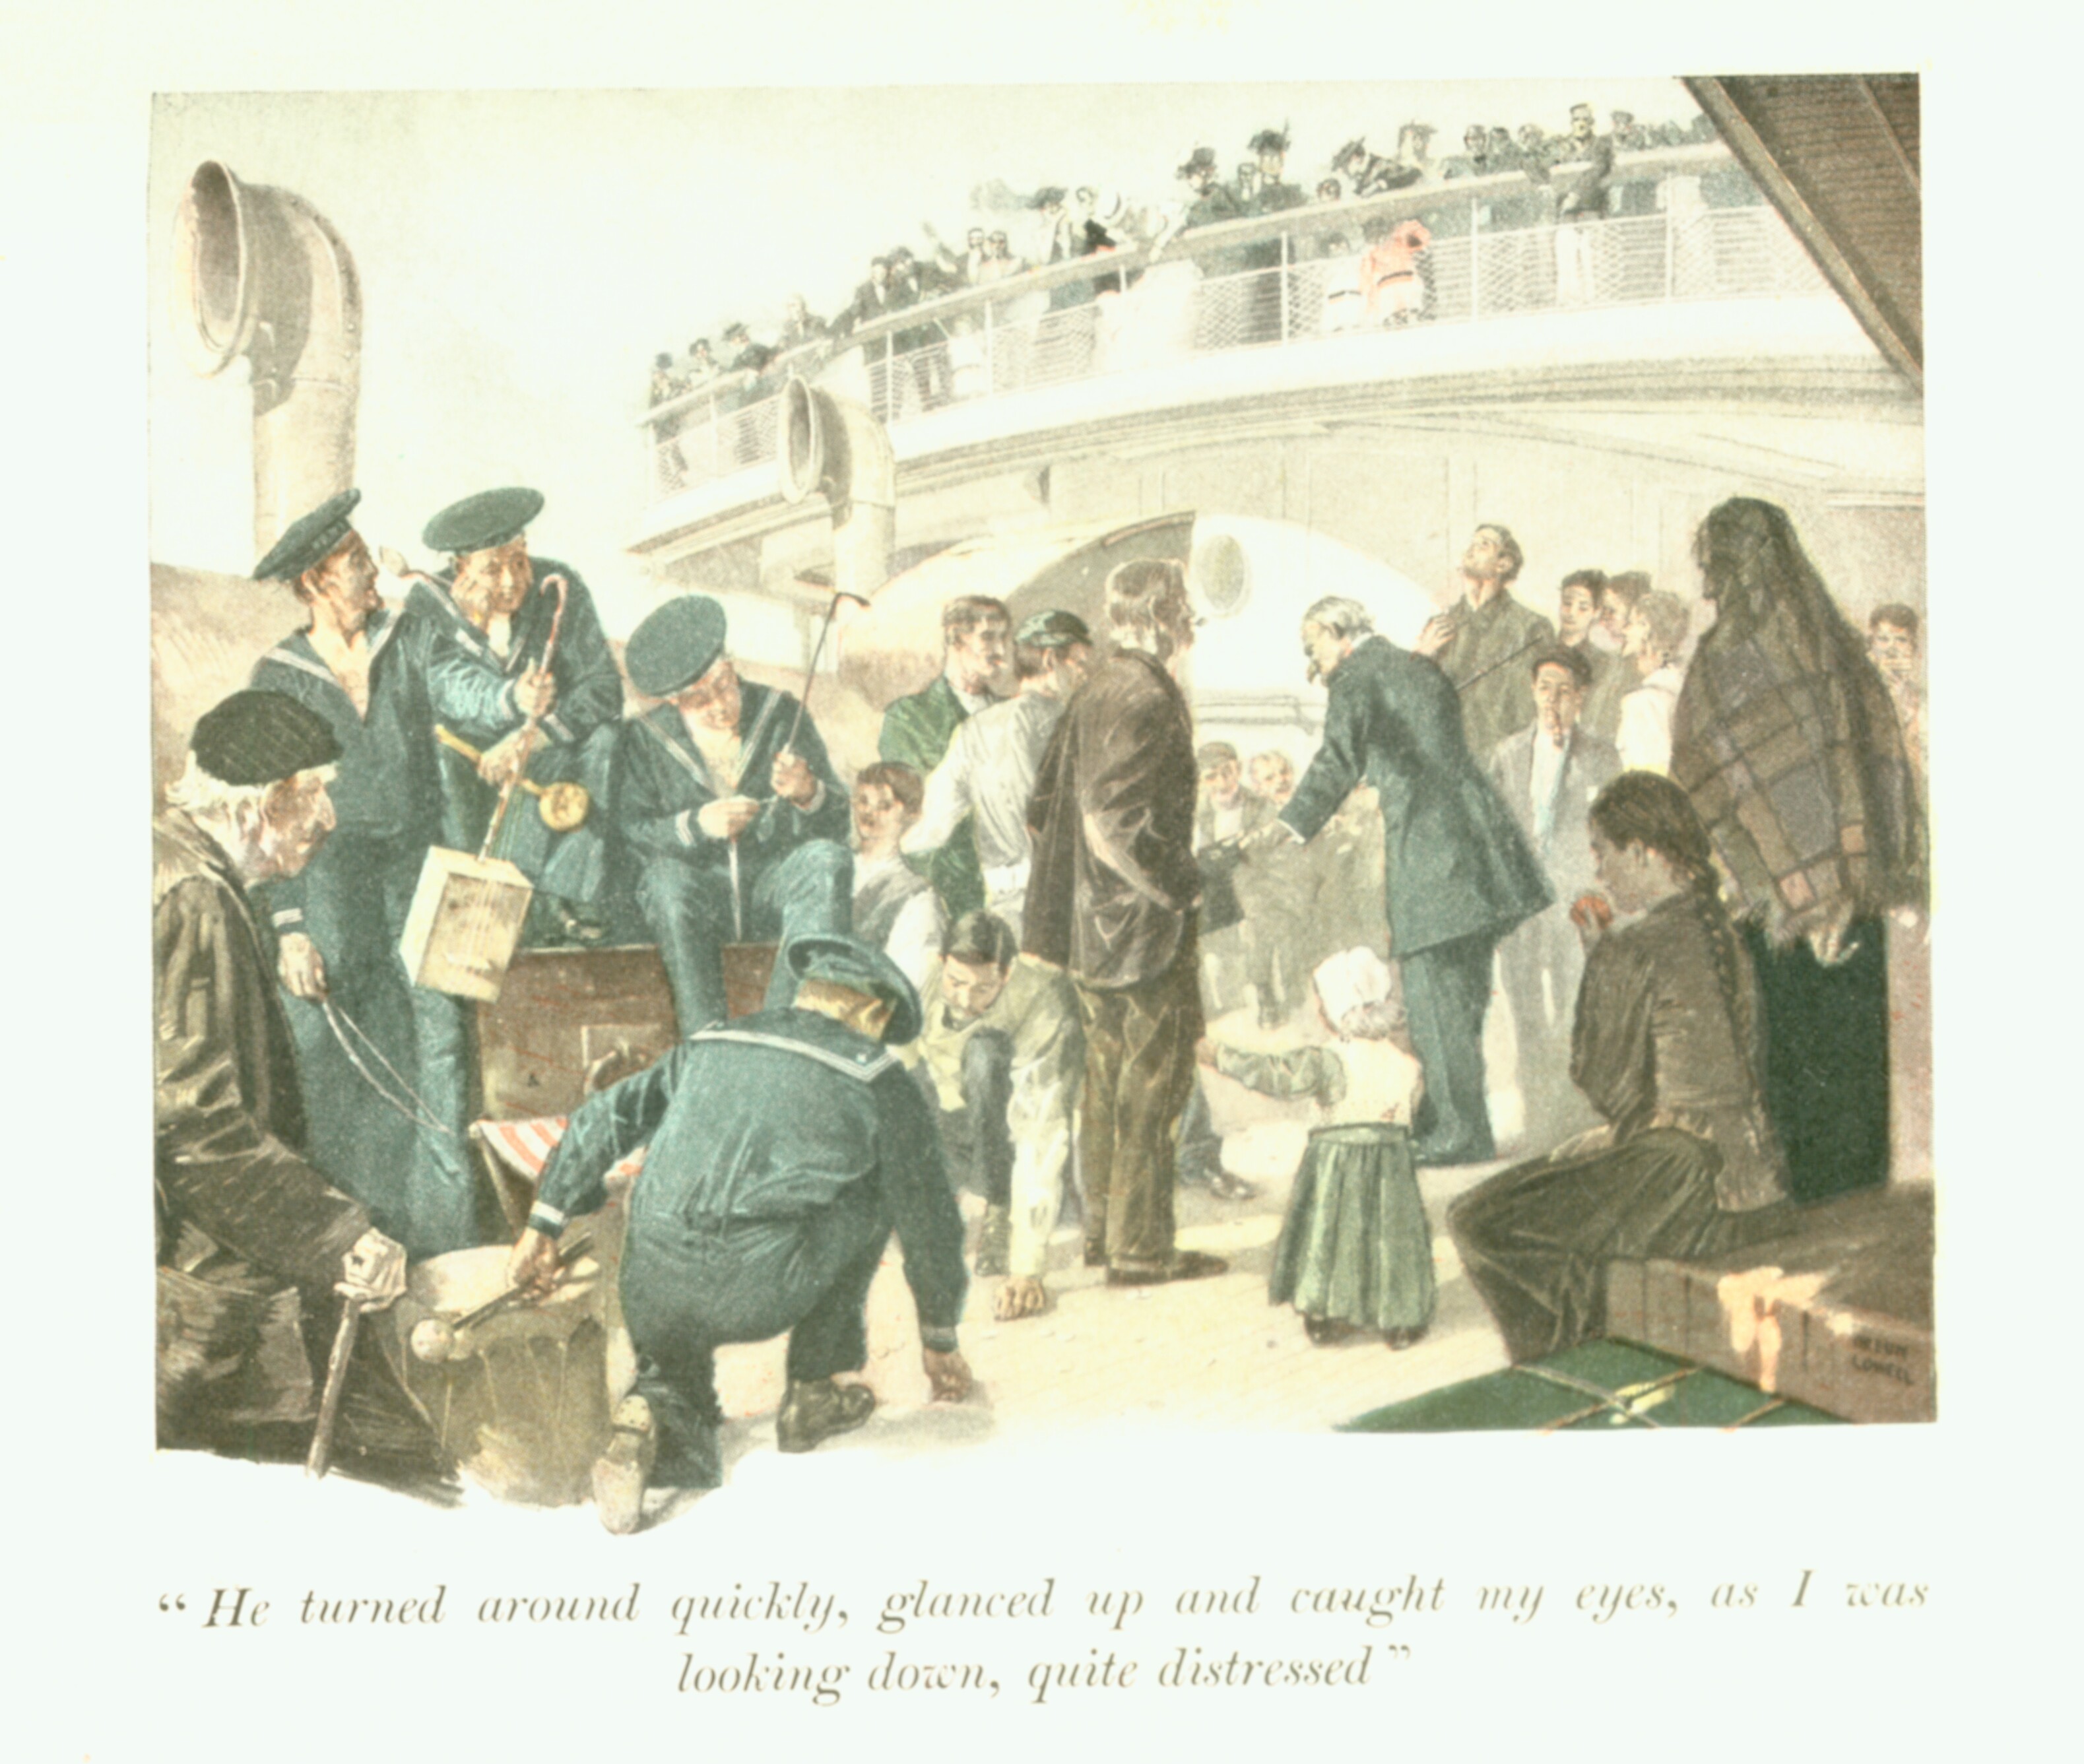 “ He turned around quickly, glanced up and caught my eyes, as I was
looking down, quite distressed ”